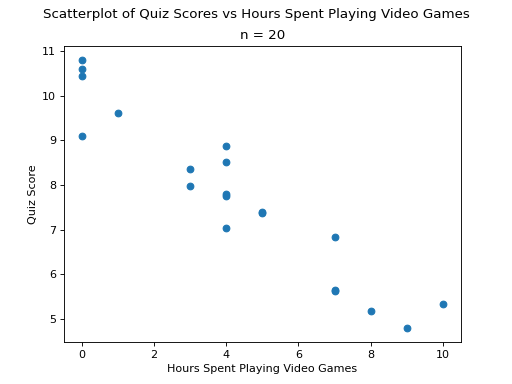 Scatterplot of Quiz Scores vs Hours Spent Playing Video Games
n = 20
11
10
9
8
7
6
5
Quiz Score
0 2 4 6 8 10
Hours Spent Playing Video Games